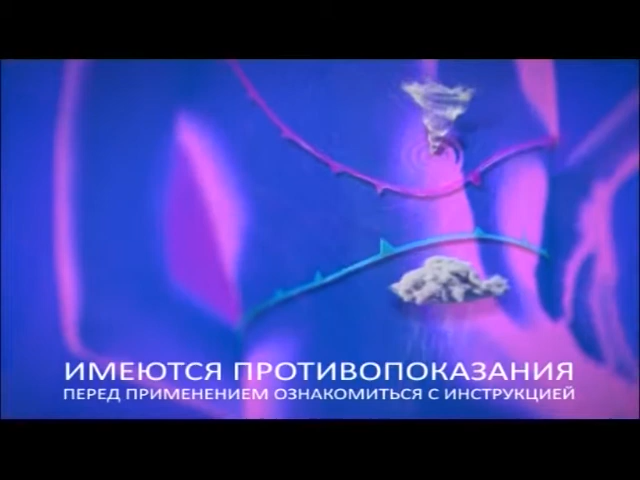 ИМЕЮТСЯ ПРОТИВОПОКАЗАНИЯ
ПЕРЕД ПРИМЕНЕНИЕМ ОЗНАКОМИТЬСЯ С ИНСТРУКЦИЕЙ